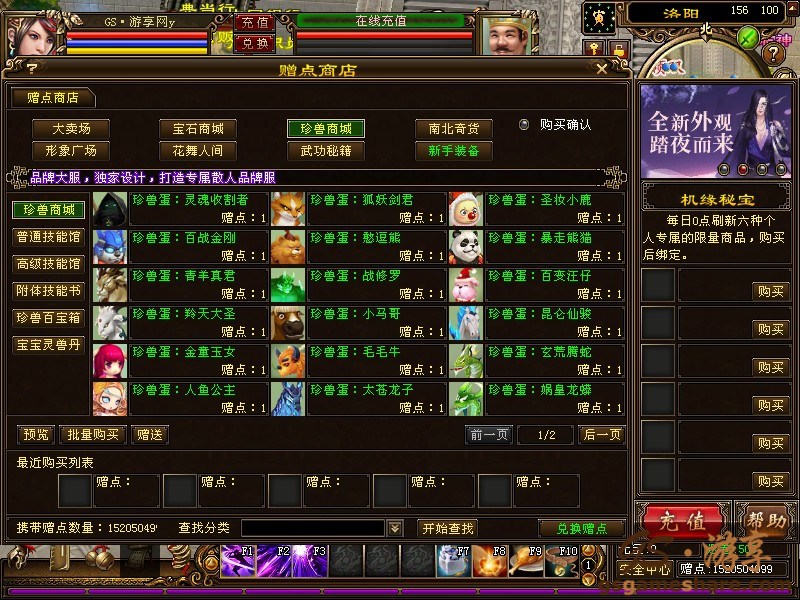 GS·游享网y
充值
兑换
在线充值
洛阳
156 100
北
?
赠点商店
赠点商店
大卖场
宝石商城
珍兽商城
南北奇货
购买确认
形象广场
花舞人间
武功秘籍
新手装备
品牌大服，独家设计，打造专属散人品牌服
珍兽商城
普通技能馆
高级技能馆
附体技能书
珍兽百宝箱
宝宝灵兽丹
珍兽蛋：灵魂收割者
赠点：1
珍兽蛋：狐妖剑君
赠点：1
珍兽蛋：圣妆小鹿
赠点：1
珍兽蛋：百战金刚
赠点：1
珍兽蛋：憨逗熊
赠点：1
珍兽蛋：暴走熊猫
赠点：1
珍兽蛋：青羊真君
赠点：1
珍兽蛋：战修罗
赠点：1
珍兽蛋：百变汪仔
赠点：1
珍兽蛋：羚天大圣
赠点：1
珍兽蛋：小马哥
赠点：1
珍兽蛋：昆仑仙骏
赠点：1
珍兽蛋：金童玉女
赠点：1
珍兽蛋：毛毛牛
赠点：1
珍兽蛋：玄荒腾蛇
赠点：1
珍兽蛋：人鱼公主
赠点：1
珍兽蛋：太苍龙子
赠点：1
珍兽蛋：娲皇龙蟒
赠点：1
预览
批量购买
赠送
前一页
1/2
后一页
最近购买列表
赠点：
赠点：
赠点：
赠点：
赠点：
携带赠点数量：15205049
查找分类
开始查找
兑换赠点
全新外观
踏夜而来
机缘秘宝
每日0点刷新六种个
人专属的限量商品，购买
后绑定。
购买
购买
购买
购买
购买
购买
充值
帮助
F1
F2
F3
F7
F8
F9
F10
1
安全中心
赠点:1520504099